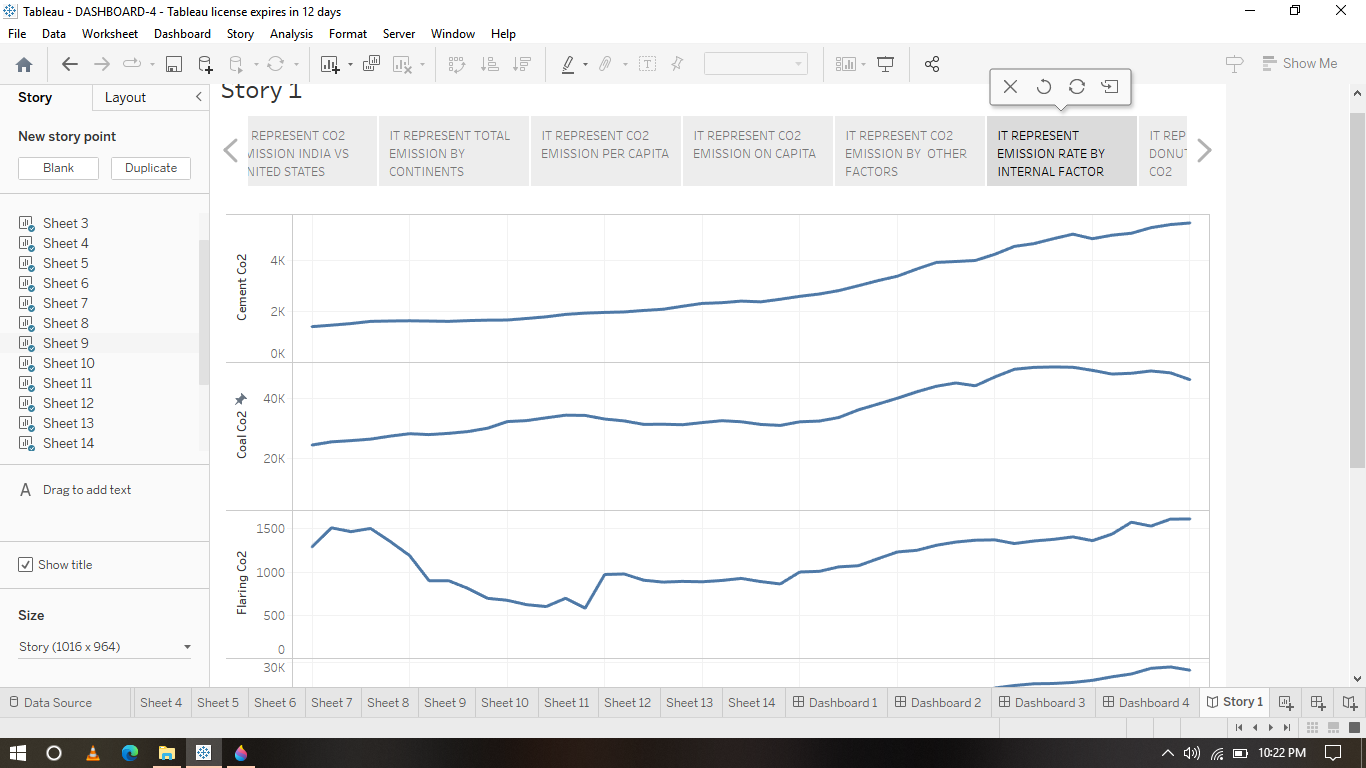 Tableau - DASHBOARD-4 - Tableau license expires in 12 days
File Data Worksheet Dashboard Story Analysis Format Server Window Help
Show Me
Story Layout
New story point
Blank Duplicate
Sheet 3
Sheet 4
Sheet 5
Sheet 6
Sheet 7
Sheet 8
Sheet 9
Sheet 10
Sheet 11
Sheet 12
Sheet 13
Sheet 14
A Drag to add text
Show title
Size
Story (1016 x 964)
Story 1
REPRESENT CO2
MISSION INDIA VS
NITED STATES
IT REPRESENT TOTAL
EMISSION BY
CONTINENTS
IT REPRESENT CO2
EMISSION PER CAPITA
IT REPRESENT CO2
EMISSION ON CAPITA
IT REPRESENT CO2
EMISSION BY OTHER
FACTORS
IT REPRESENT
EMISSION RATE BY
INTERNAL FACTOR
IT REP
DONUT
CO2
Cement Co2
4K
2K
0K
Coal Co2
40K
20K
Flaring Co2
1500
1000
500
0
30K
Data Source Sheet 4 Sheet 5 Sheet 6 Sheet 7 Sheet 8 Sheet 9 Sheet 10 Sheet 11 Sheet 12 Sheet 13 Sheet 14 Dashboard 1 Dashboard 2 Dashboard 3 Dashboard 4 Story 1
10:22 PM